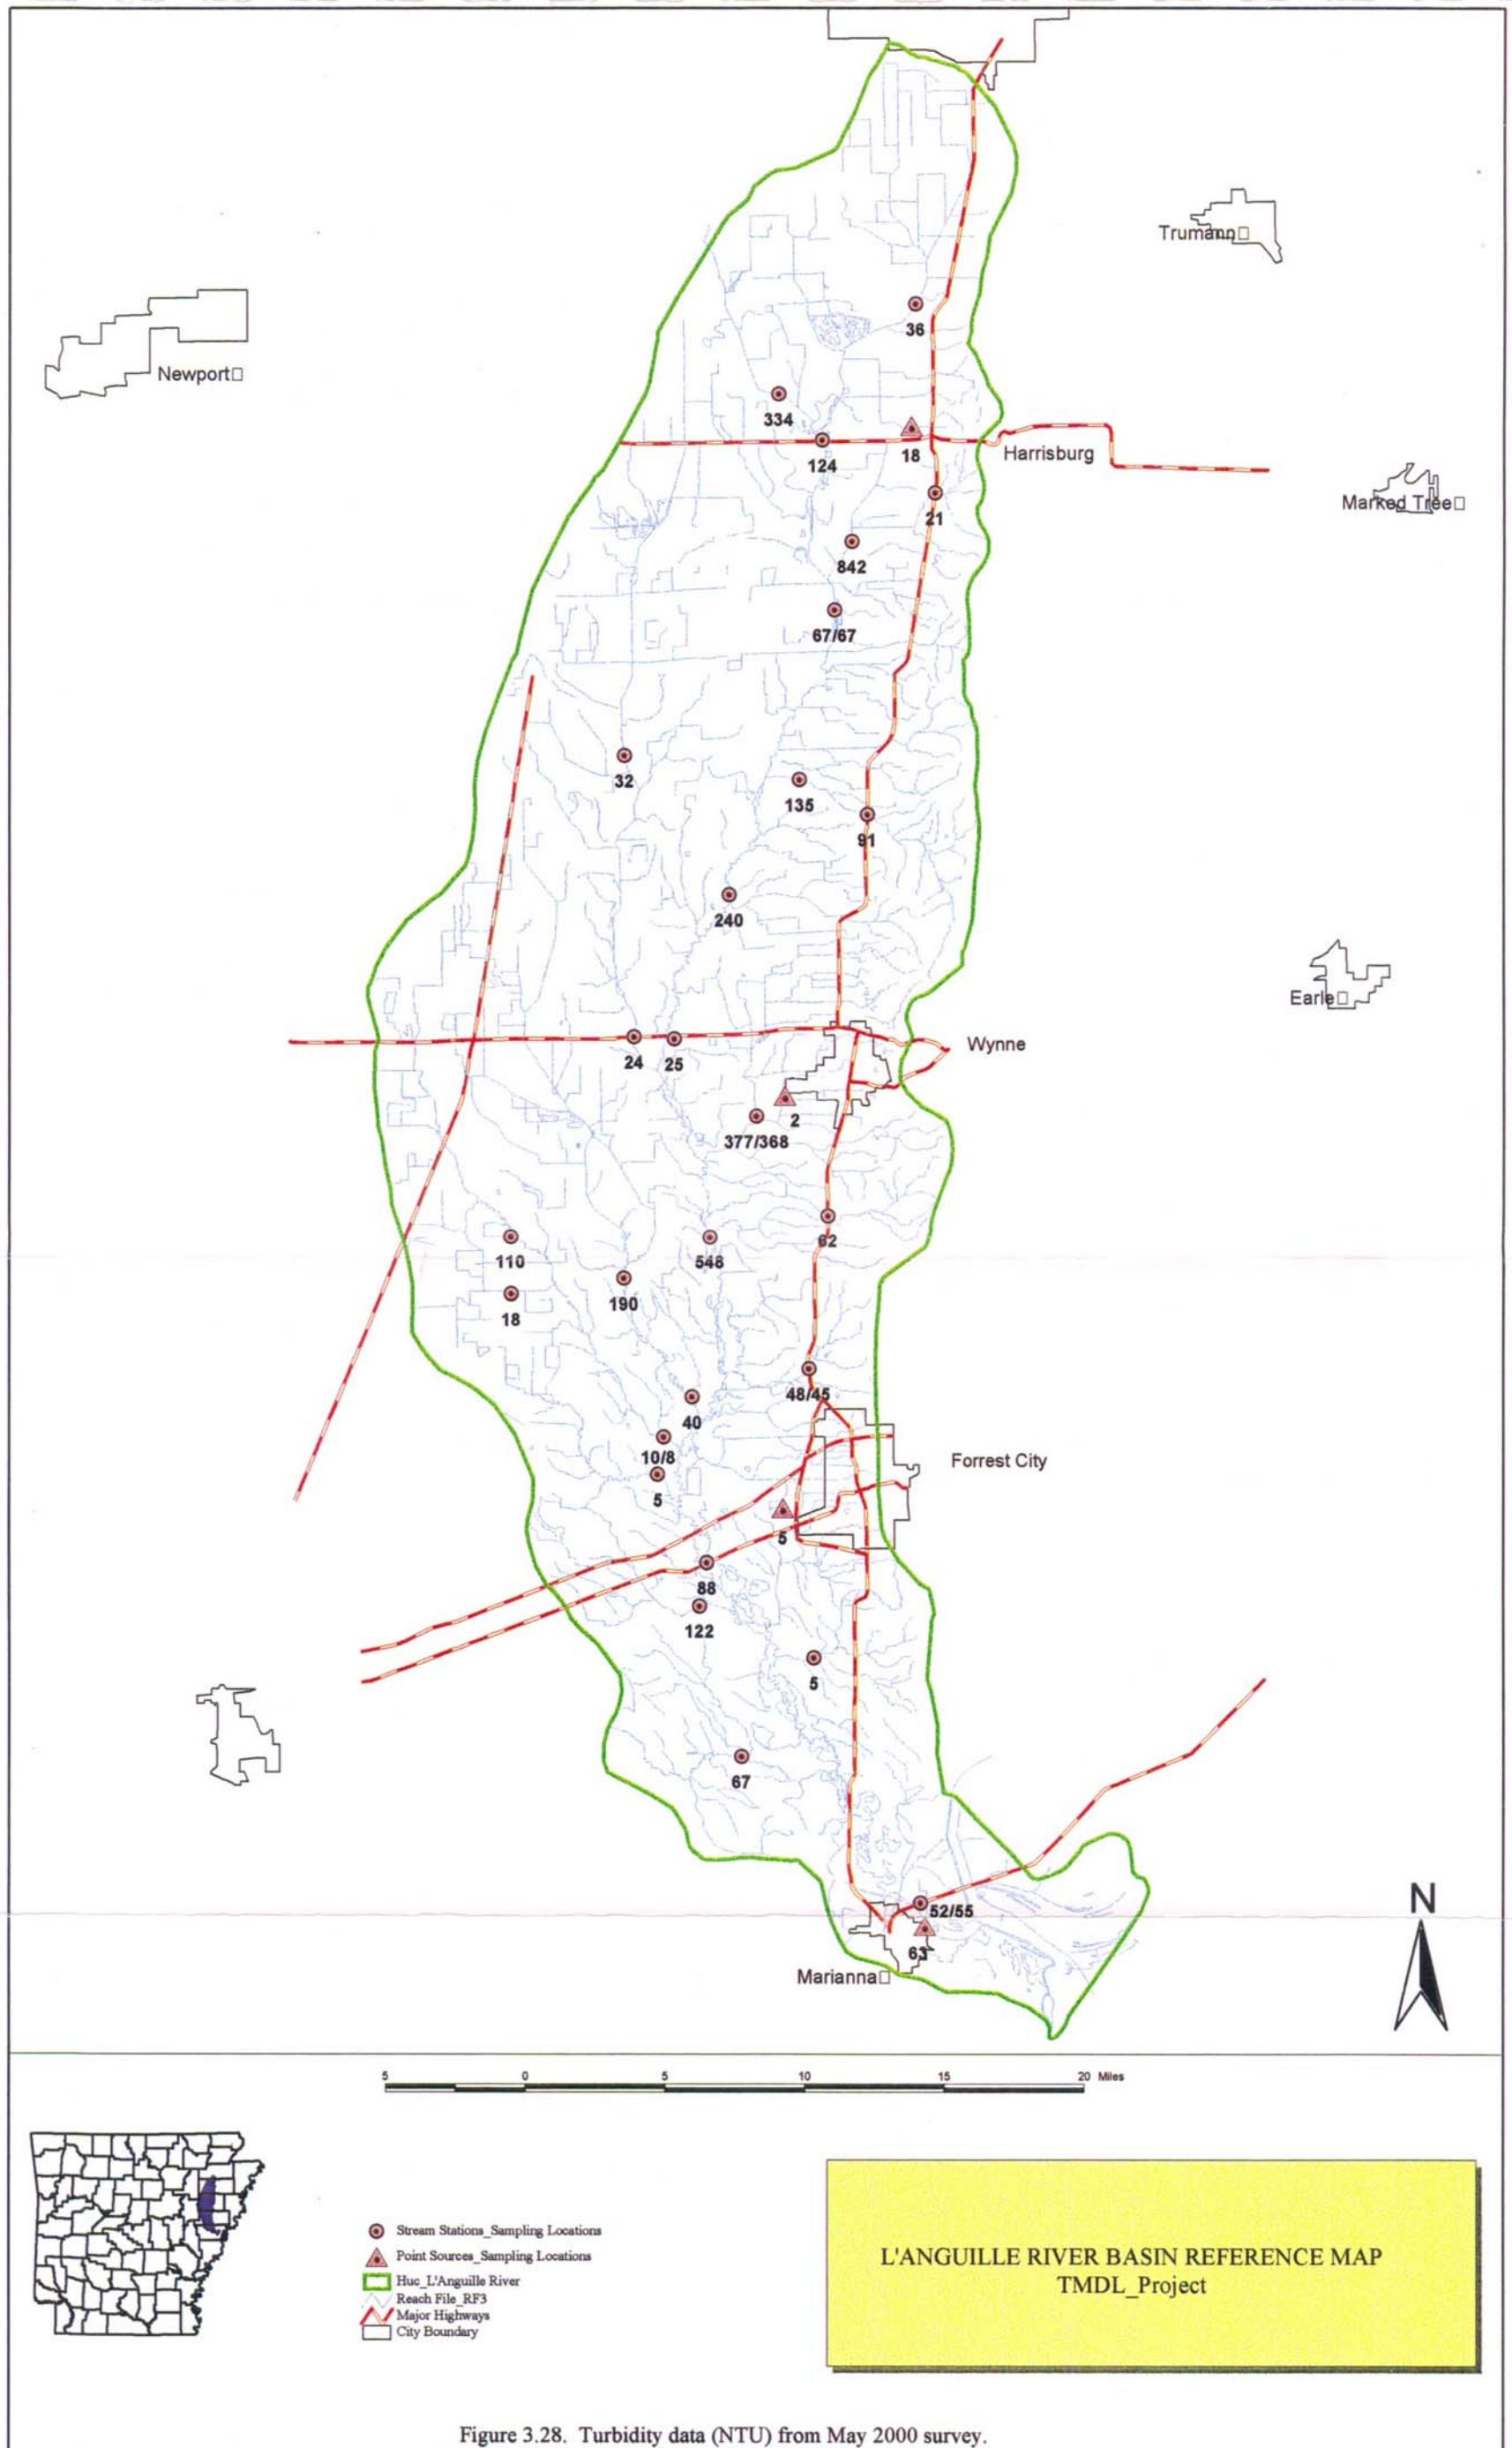 Trumann
36
Newport
334
124
18
Harrisburg
Marked Tree
21
842
67/67
32
135
91
240
Earle
24
25
Wynne
2
377/368
62
110
548
190
18
48/45
40
10/8
Forrest City
5
5
88
122
5
67
52/55
63
Marianna
N
5 0 5 10 15 20 Miles
Stream Stations_Sampling Locations
Point Sources_Sampling Locations
Huc_L'Anguille River
Reach File_RF3
Major Highways
City Boundary
L'ANGUILLE RIVER BASIN REFERENCE MAP
TMDL_Project
Figure 3.28. Turbidity data (NTU) from May 2000 survey.